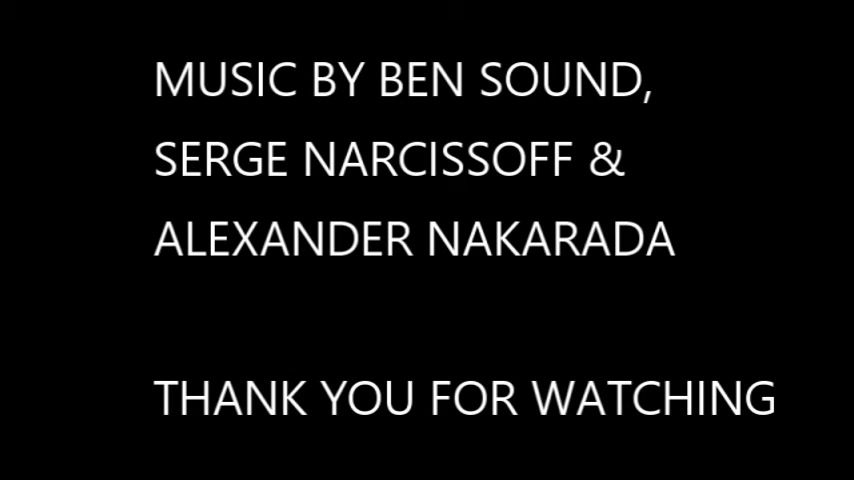 MUSIC BY BEN SOUND,
SERGE NARCISSOFF &
ALEXANDER NAKARADA
THANK YOU FOR WATCHING